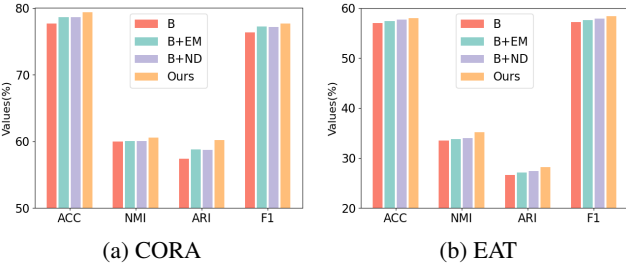 80
70
60
50
Values(%)
B
B+EM
B+ND
Ours
ACC NMI ARI F1
(a) CORA
60
50
40
30
20
Values(%)
B
B+EM
B+ND
Ours
ACC NMI ARI F1
(b) EAT